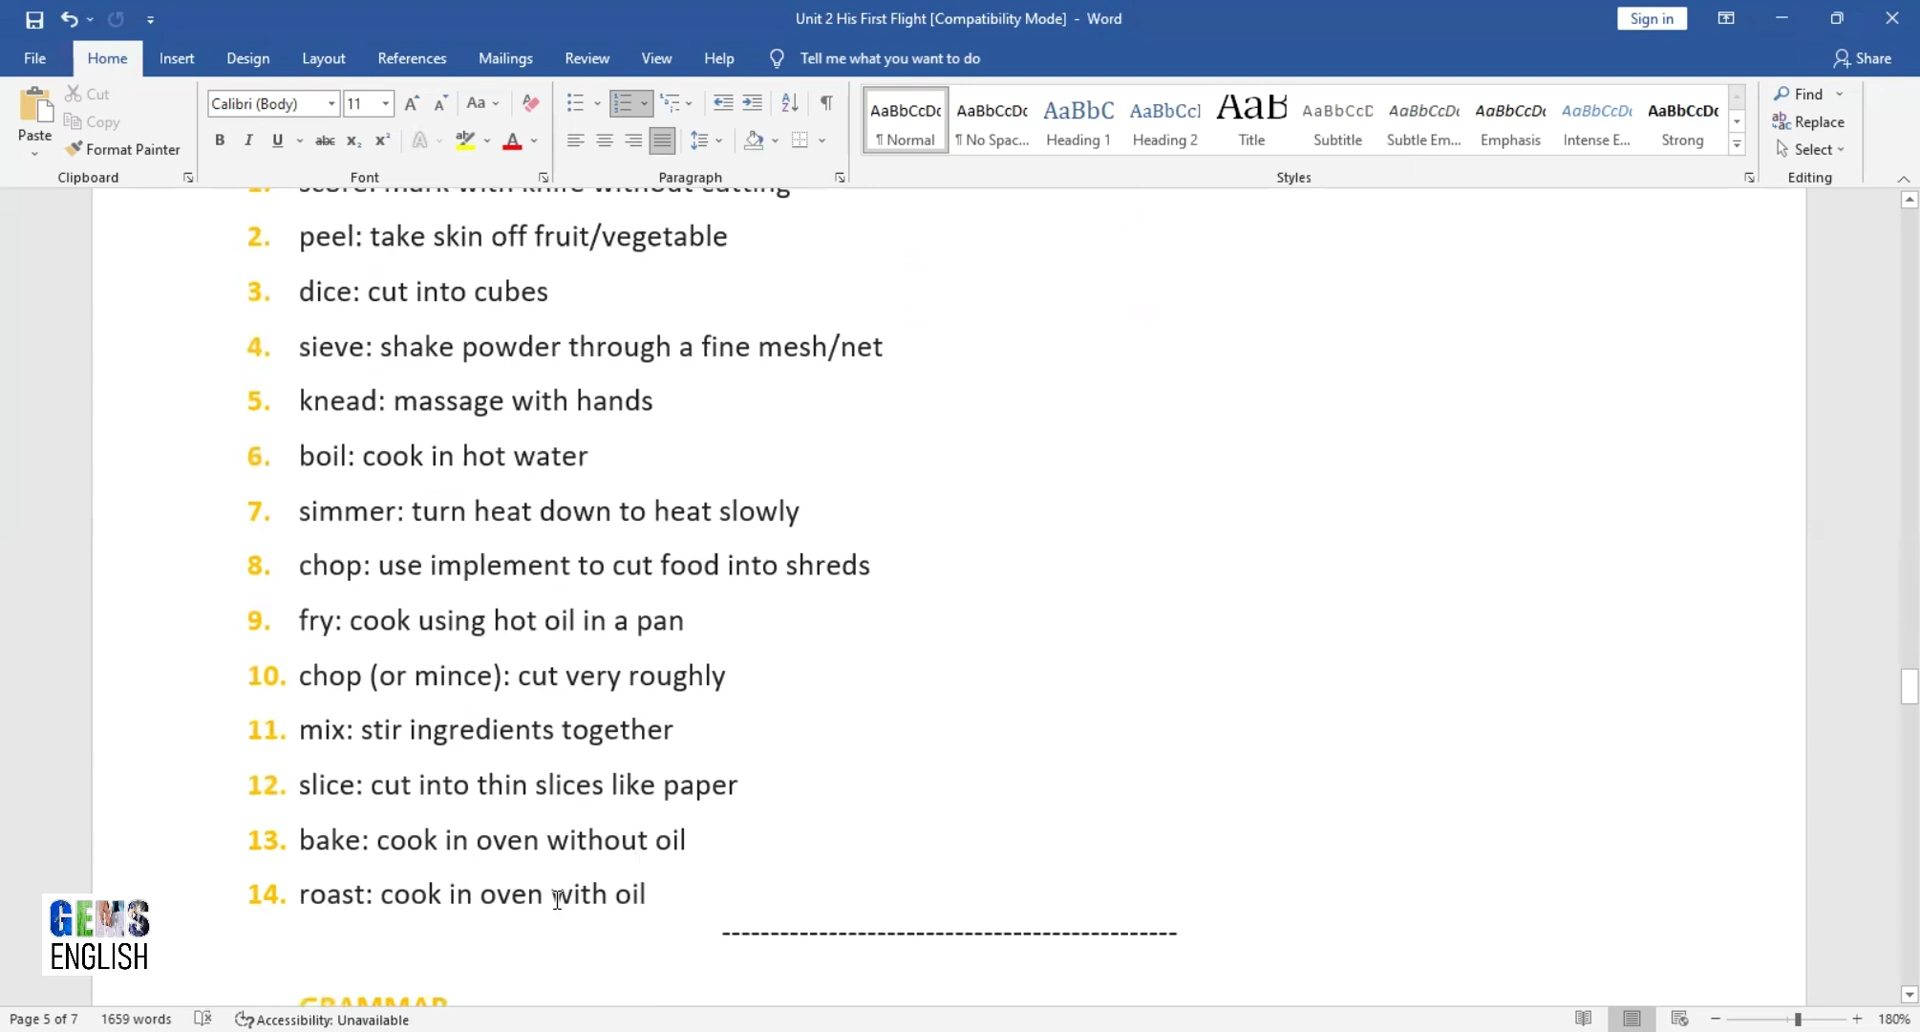 Unit 2 His First Flight [Compatibility Mode] - Word
Sign in
File Home Insert Design Layout References Mailings Review View Help Tell me what you want to do Share
Paste
Cut
Copy
Format Painter
Clipboard
Calibri (Body) 11
Font
Paragraph
AaBbCcDc AaBbCcDc AaBbC AaBbCcI AaB AaBbCcD AaBbCcDc AaBbCcDc AaBbCcDc AaBbCcDc
¶ Normal ¶ No Spac... Heading 1 Heading 2 Title Subtitle Subtle Em... Emphasis Intense E... Strong
Styles
Find
Replace
Select
Editing
1. score: mark with knife without cutting
2. peel: take skin off fruit/vegetable
3. dice: cut into cubes
4. sieve: shake powder through a fine mesh/net
5. knead: massage with hands
6. boil: cook in hot water
7. simmer: turn heat down to heat slowly
8. chop: use implement to cut food into shreds
9. fry: cook using hot oil in a pan
10. chop (or mince): cut very roughly
11. mix: stir ingredients together
12. slice: cut into thin slices like paper
13. bake: cook in oven without oil
14. roast: cook in oven with oil
-----------------------------------------------
GRAMMAR
GEMS
ENGLISH
Page 5 of 7 1659 words Accessibility: Unavailable 180%